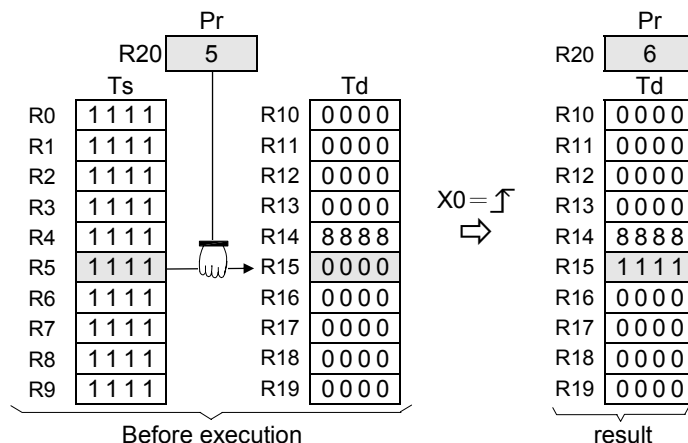 Pr Pr
R20 5 R20 6
Ts Td Td
R0 1111 R10 0000 R10 0000
R1 1111 R11 0000 R11 0000
R2 1111 R12 0000 R12 0000
R3 1111 R13 0000 X0= R13 0000
R4 1111 R14 8888 R14 8888
R5 1111 R15 0000 R15 1111
R6 1111 R16 0000 R16 0000
R7 1111 R17 0000 R17 0000
R8 1111 R18 0000 R18 0000
R9 1111 R19 0000 R19 0000
Before execution result